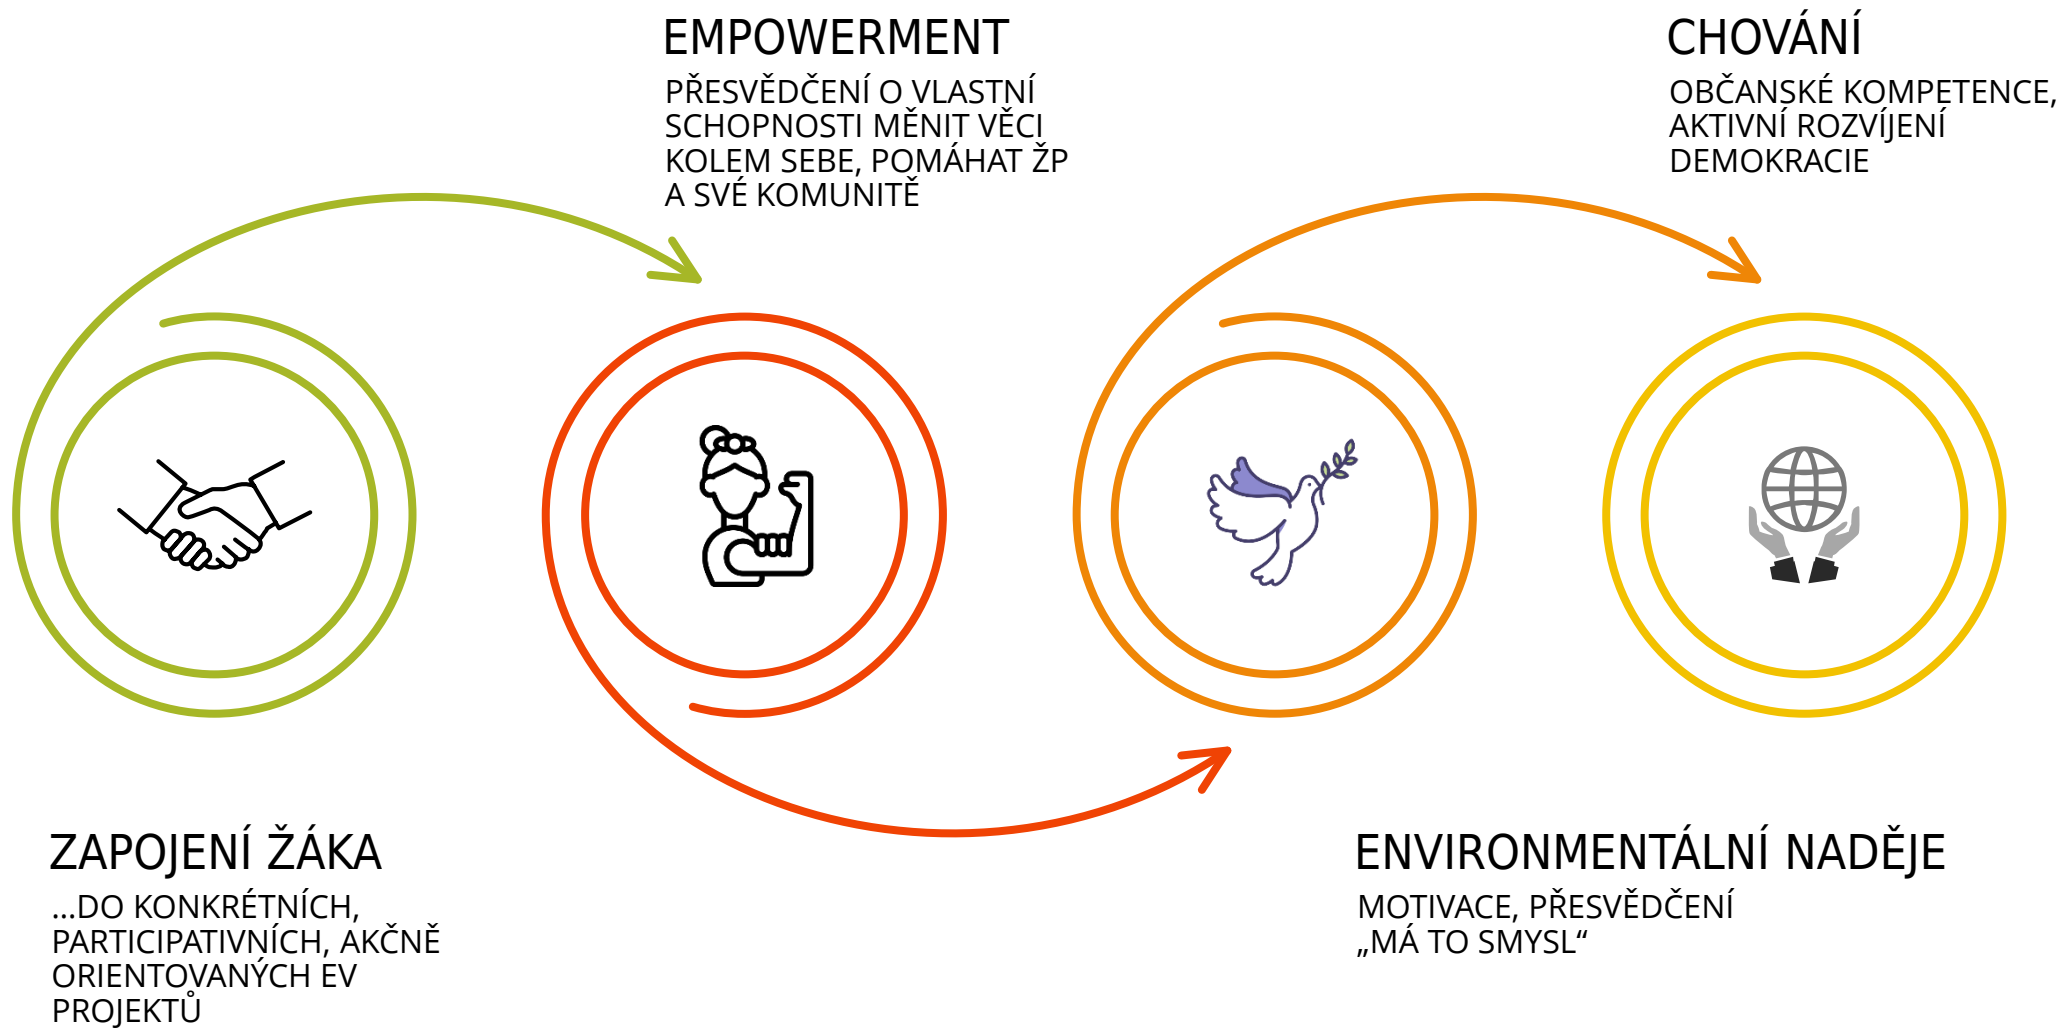 EMPOWERMENT
PŘESVĚDČENÍ O VLASTNÍ
SCHOPNOSTI MĚNIT VĚCI
KOLEM SEBE, POMÁHAT ŽP
A SVÉ KOMUNITĚ
CHOVÁNÍ
OBČANSKÉ KOMPETENCE,
AKTIVNÍ ROZVÍJENÍ
DEMOKRACIE
ZAPOJENÍ ŽÁKA
...DO KONKRÉTNÍCH,
PARTICIPATIVNÍCH, AKČNĚ
ORIENTOVANÝCH EV
PROJEKTŮ
ENVIRONMENTÁLNÍ NADĚJE
MOTIVACE, PŘESVĚDČENÍ
„MÁ TO SMYSL“